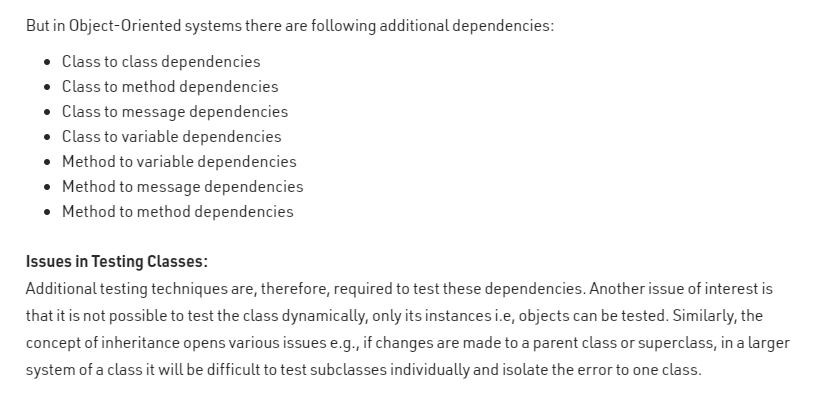 But in Object-Oriented systems there are following additional dependencies:
• Class to class dependencies
• Class to method dependencies
• Class to message dependencies
• Class to variable dependencies
• Method to variable dependencies
• Method to message dependencies
• Method to method dependencies
Issues in Testing Classes:
Additional testing techniques are, therefore, required to test these dependencies. Another issue of interest is
that it is not possible to test the class dynamically, only its instances i.e, objects can be tested. Similarly, the
concept of inheritance opens various issues e.g., if changes are made to a parent class or superclass, in a larger
system of a class it will be difficult to test subclasses individually and isolate the error to one class.